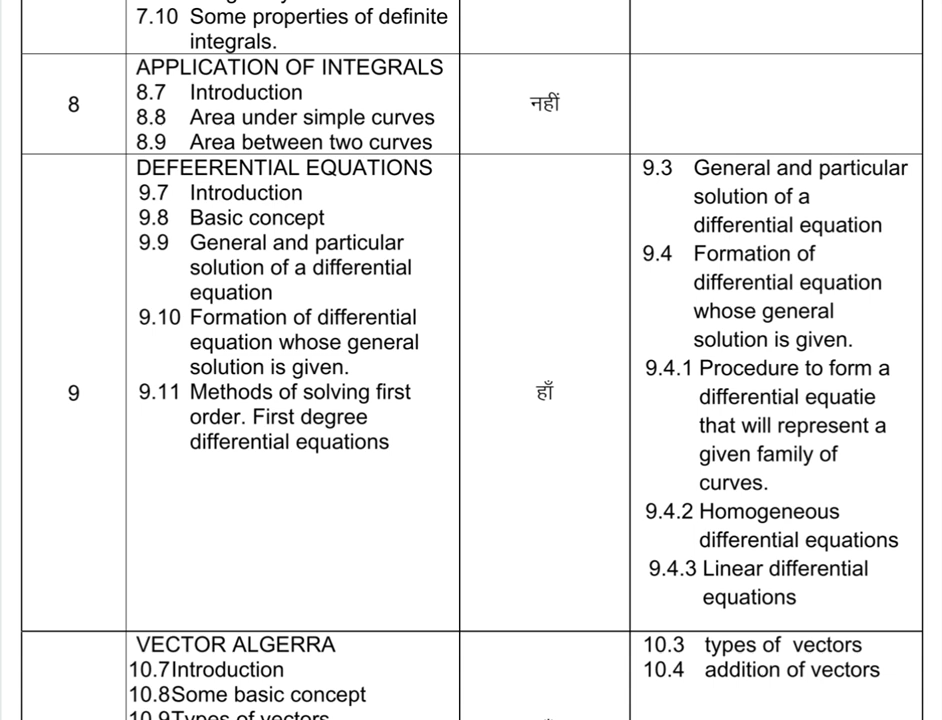 7.10 Some properties of definite
integrals.
8
APPLICATION OF INTEGRALS
8.7 Introduction
8.8 Area under simple curves
8.9 Area between two curves
नहीं
9
DEFEERENTIAL EQUATIONS
9.7 Introduction
9.8 Basic concept
9.9 General and particular
solution of a differential
equation
9.10 Formation of differential
equation whose general
solution is given.
9.11 Methods of solving first
order. First degree
differential equations
हाँ
9.3 General and particular
solution of a
differential equation
9.4 Formation of
differential equation
whose general
solution is given.
9.4.1 Procedure to form a
differential equatie
that will represent a
given family of
curves.
9.4.2 Homogeneous
differential equations
9.4.3 Linear differential
equations
VECTOR ALGERRA
10.7Introduction
10.8Some basic concept
10.9Types of vectors
10.3 types of vectors
10.4 addition of vectors